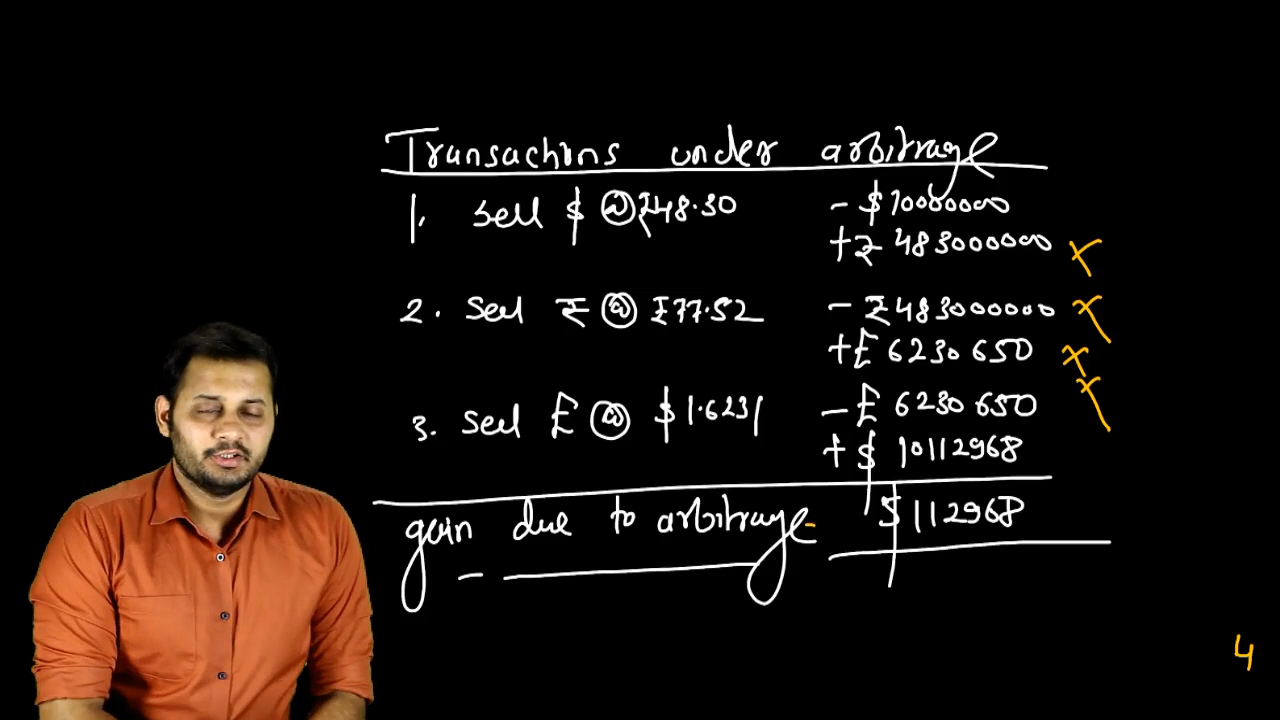 Transactions under arbitrage
1. Sell $ @ ₹48.30 - $ 10000000
+ ₹ 483000000 x
2. Sell ₹ @ ₹77.52 - ₹ 483000000 x
+ £ 6230650 x
3. Sell £ @ $1.6231 - £ 6230650 x
+ $ 10112968
gain due to arbitrage - $112968
4